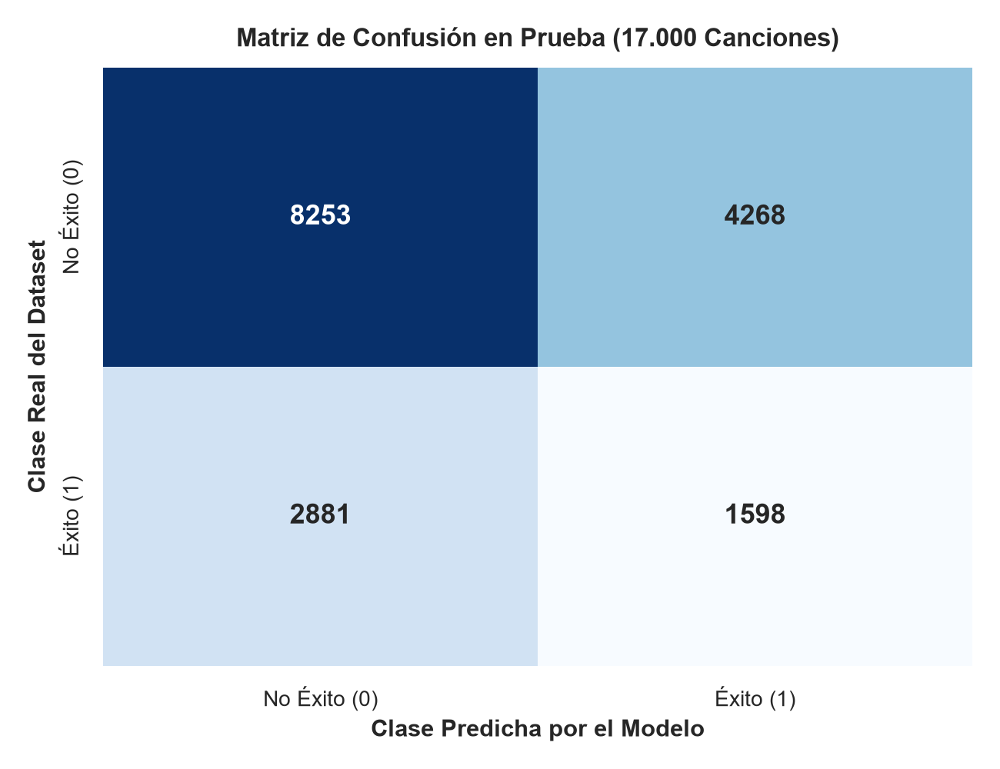 Matriz de Confusión en Prueba (17.000 Canciones)
Clase Real del Dataset
No Éxito (0)
8253
4268
Éxito (1)
2881
1598
No Éxito (0)
Éxito (1)
Clase Predicha por el Modelo